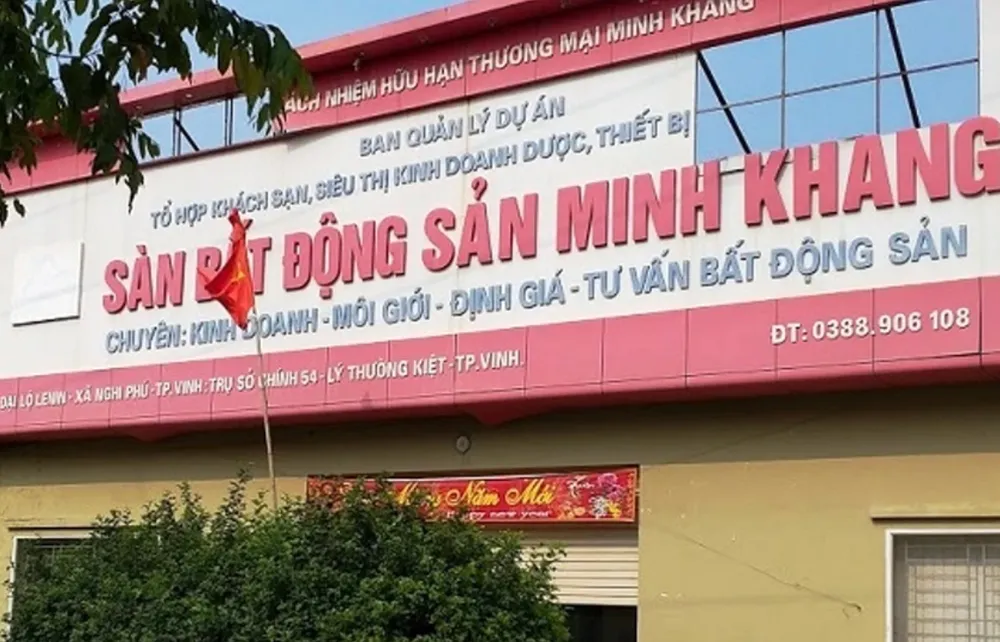 ÁCH NHIỆM HỮU HẠN THƯƠNG MẠI MINH KHANG
BAN QUẢN LÝ DỰ ÁN
TỔ HỢP KHÁCH SẠN, SIÊU THỊ KINH DOANH DƯỢC, THIẾT BỊ
SÀN BẤT ĐỘNG SẢN MINH KHANG
CHUYÊN: KINH DOANH - MÔI GIỚI - ĐỊNH GIÁ - TƯ VẤN BẤT ĐỘNG SẢN
ĐT: 0388.906 108
ĐẠI LỘ LENIN - XÃ NGHI PHÚ - TP.VINH; TRỤ SỞ CHÍNH 54 - LÝ THƯỜNG KIỆT - TP.VINH.
Mừng Năm Mới